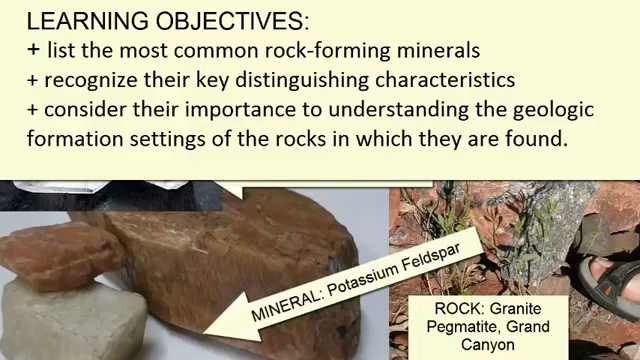 LEARNING OBJECTIVES:
+ list the most common rock-forming minerals
+ recognize their key distinguishing characteristics
+ consider their importance to understanding the geologic
formation settings of the rocks in which they are found.
MINERAL: Potassium Feldspar
ROCK: Granite
Pegmatite, Grand
Canyon